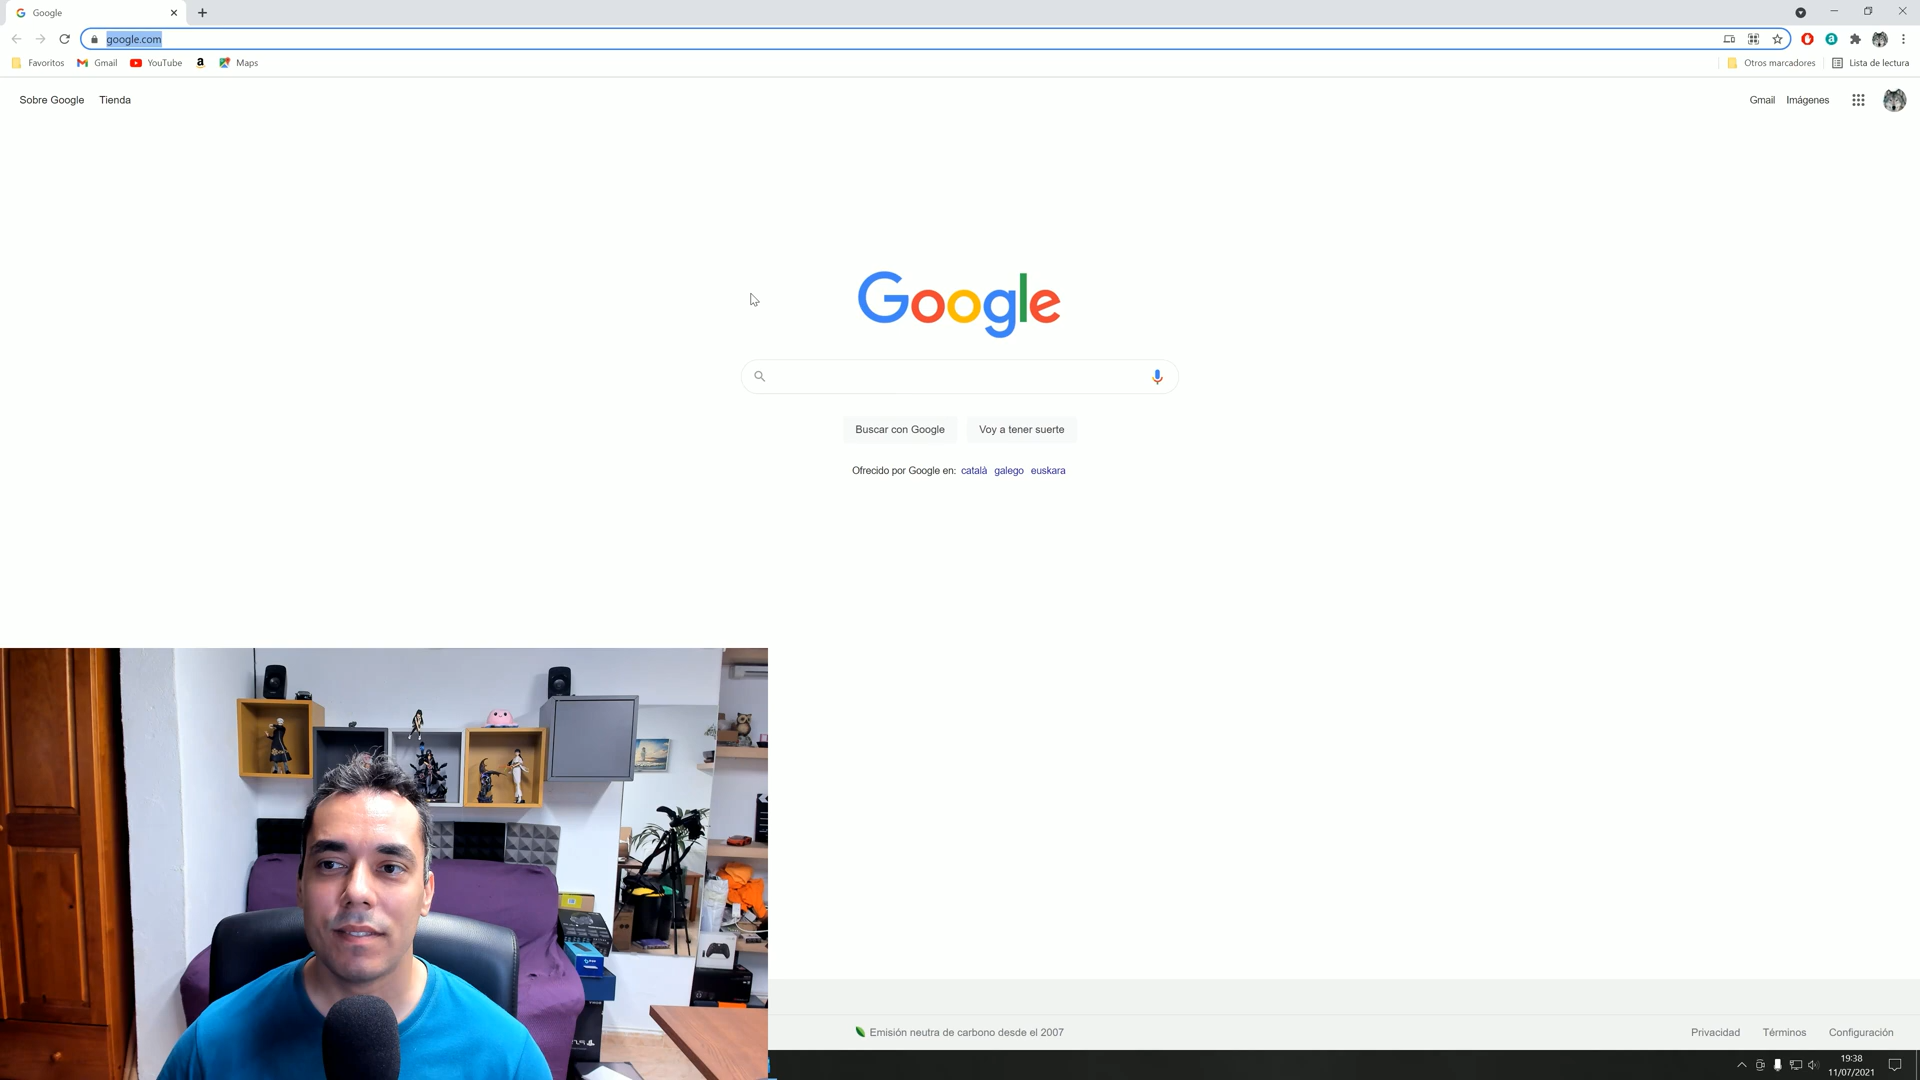 Google
google.com
Favoritos Gmail YouTube Maps Otros marcadores Lista de lectura
Sobre Google Tienda Gmail Imágenes
Google
Buscar con Google Voy a tener suerte
Ofrecido por Google en: català galego euskara
Emisión neutra de carbono desde el 2007 Privacidad Términos Configuración
19:38
11/07/2021